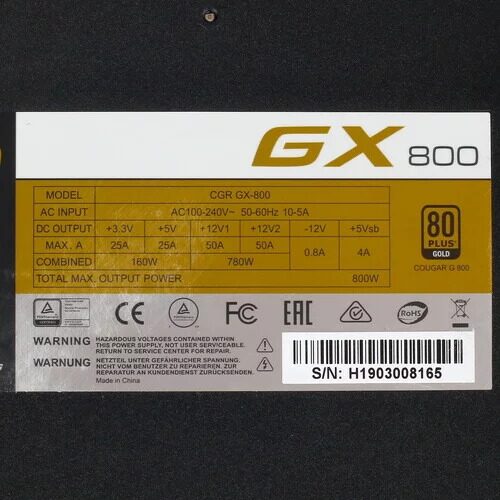 GX 800
MODEL CGR GX-800
AC INPUT AC100-240V~ 50-60Hz 10-5A
DC OUTPUT +3.3V +5V +12V1 +12V2 -12V +5Vsb
MAX. A 25A 25A 50A 50A 0.8A 4A
COMBINED 160W 780W
TOTAL MAX. OUTPUT POWER 800W
80
PLUS
GOLD
COUGAR G 800
CE FC EAC RoHS
WARNING HAZARDOUS VOLTAGES CONTAINED WITHIN
THIS POWER SUPPLY, NOT USER SERVICEABLE.
RETURN TO SERVICE CENTER FOR REPAIR.
WARNUNG NETZTEIL UNTER GEFÄHRLICHER SPANNUNG.
NICHT VOM BENUTZER ZU REPARIEREN. ZUR
REPARATUR AN KUNDENDIENST ZURÜCKGEBEN.
Made in China
S/N: H1903008165